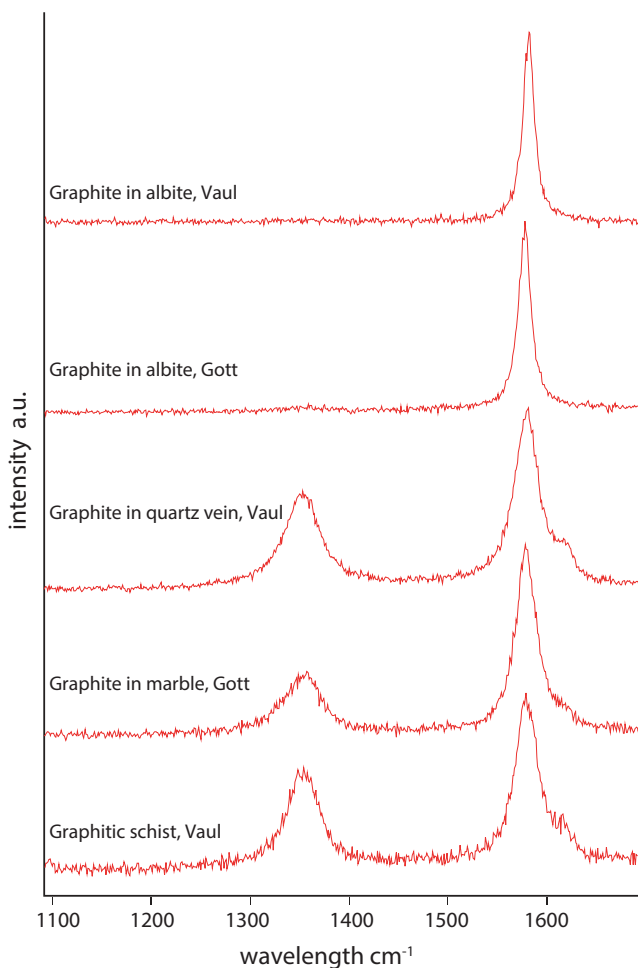 Graphite in albite, Vaul
Graphite in albite, Gott
Graphite in quartz vein, Vaul
Graphite in marble, Gott
Graphitic schist, Vaul
intensity a.u.
1100 1200 1300 1400 1500 1600
wavelength cm⁻¹